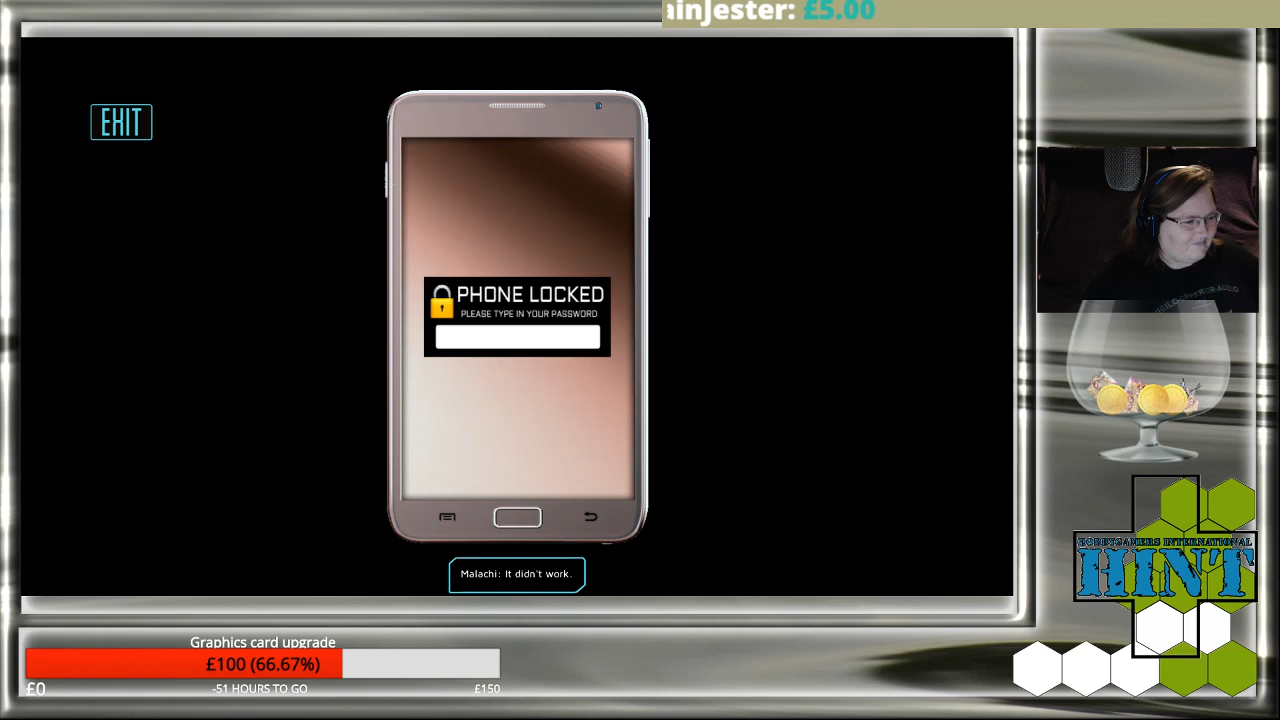 ainJester: £5.00
EXIT
PHONE LOCKED
PLEASE TYPE IN YOUR PASSWORD
Malachi: It didn't work.
HINT
Graphics card upgrade
£100 (66.67%)
£0
-51 HOURS TO GO
£150